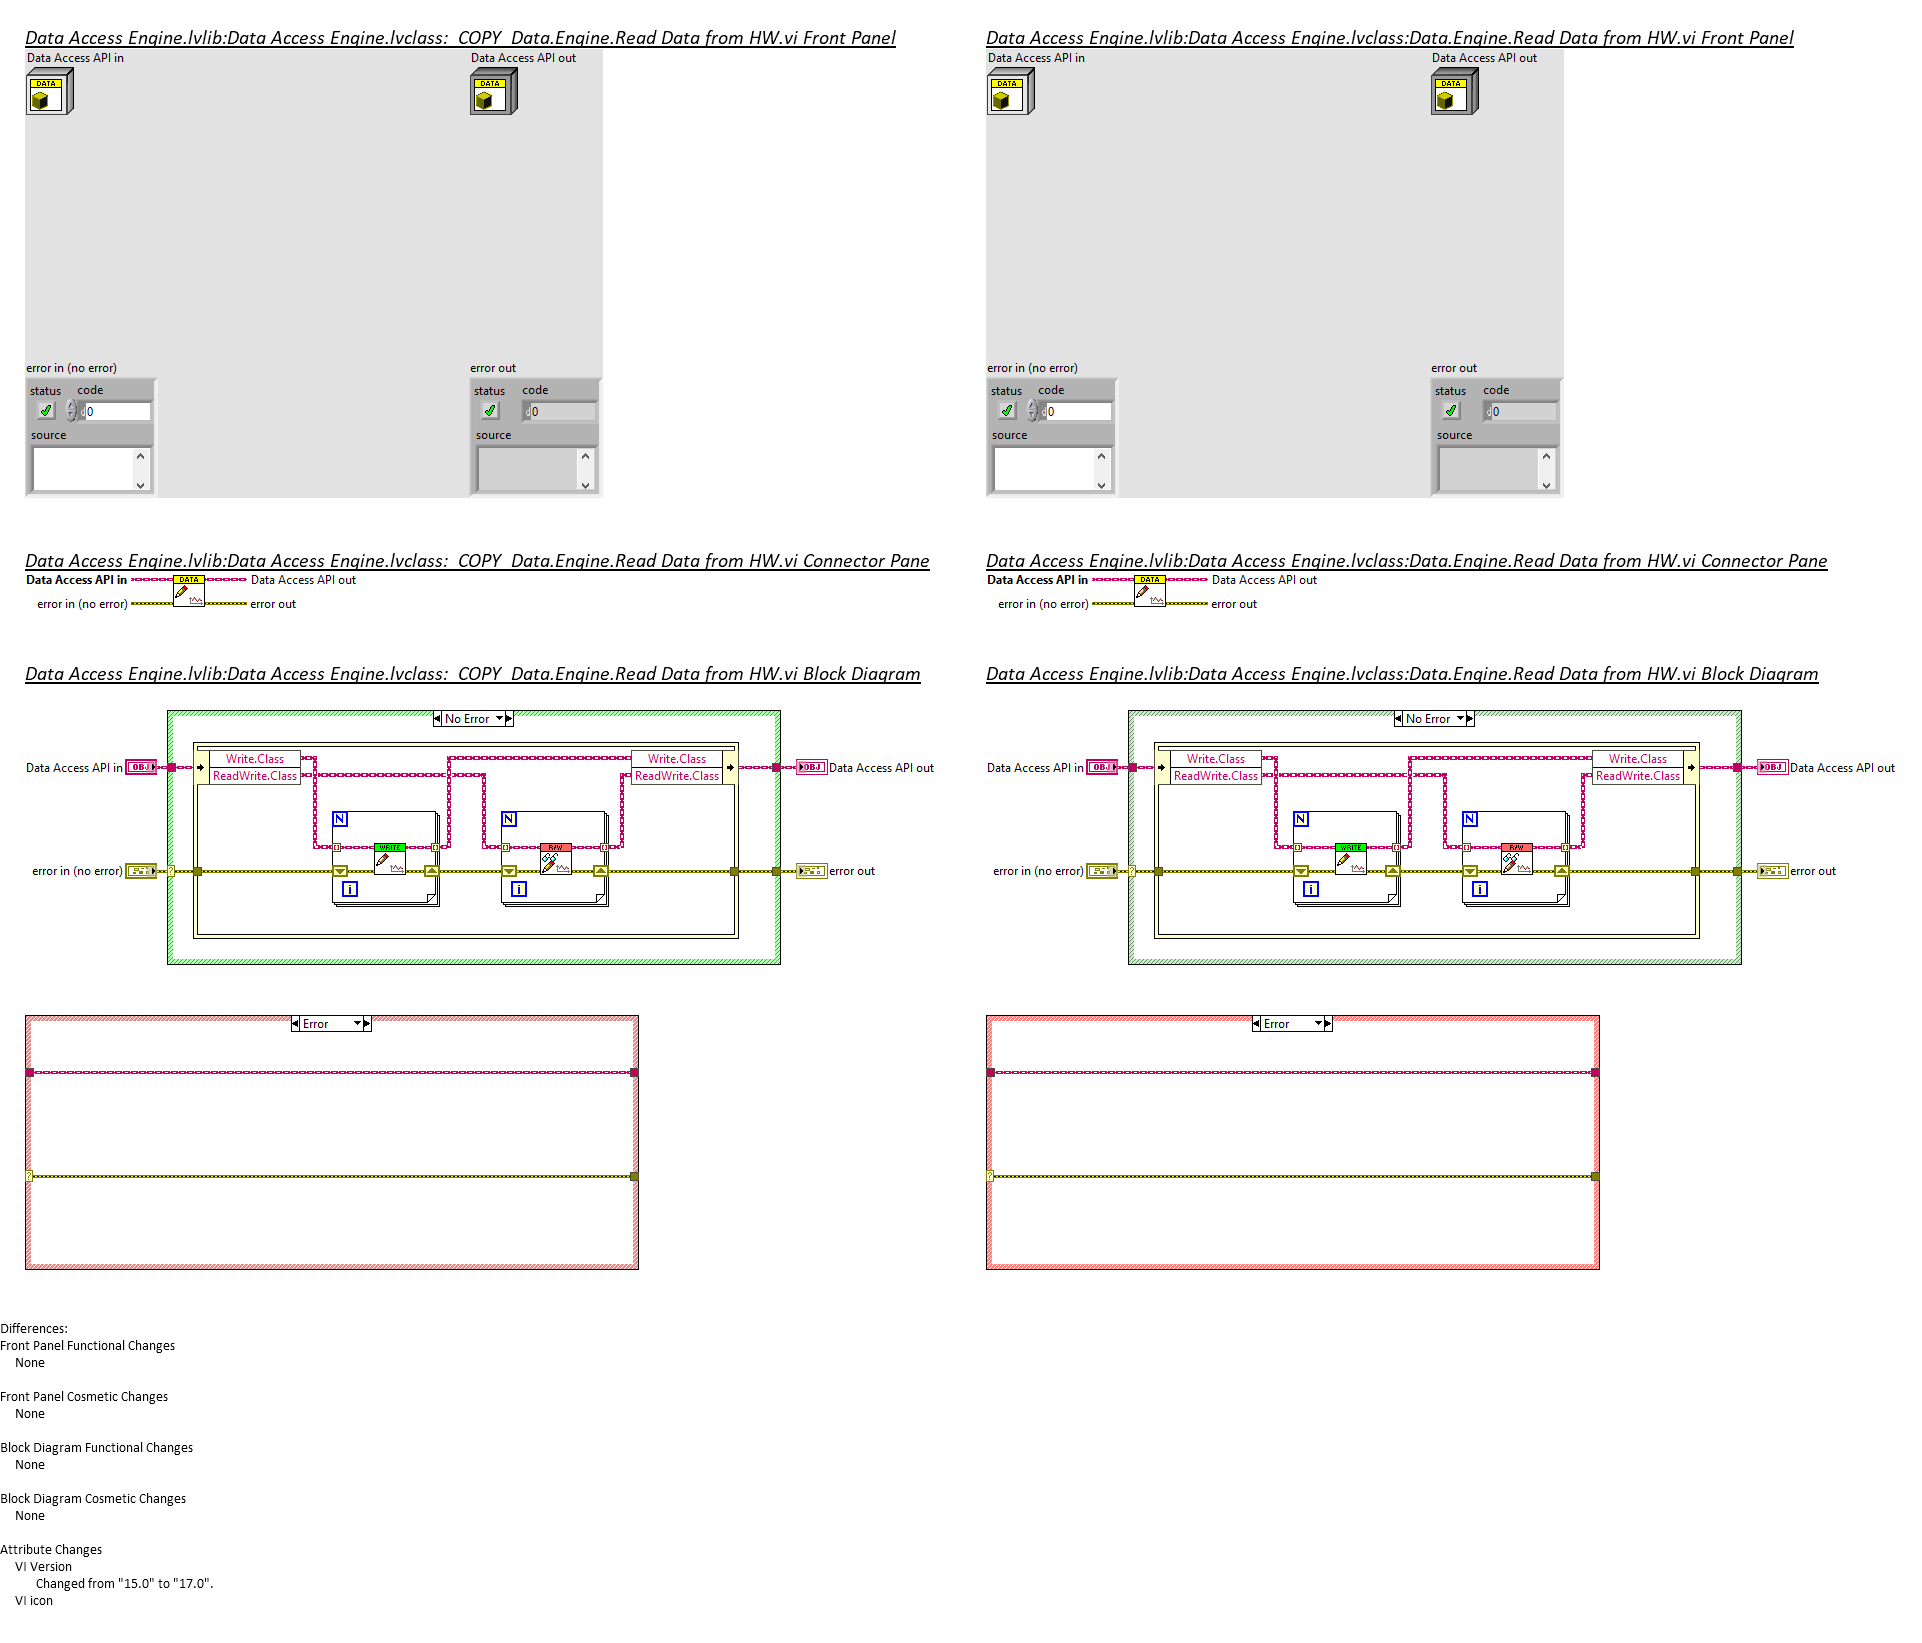 Data Access Engine.lvlib:Data Access Engine.lvclass:_COPY_Data.Engine.Read Data from HW.vi Front Panel
Data Access API in
Data Access API out
DATA
DATA
error in (no error)
error out
status code
status code
0
0
source
source
Data Access Engine.lvlib:Data Access Engine.lvclass:Data.Engine.Read Data from HW.vi Front Panel
Data Access API in
Data Access API out
DATA
DATA
error in (no error)
error out
status code
status code
0
0
source
source
Data Access Engine.lvlib:Data Access Engine.lvclass:_COPY_Data.Engine.Read Data from HW.vi Connector Pane
Data Access API in
DATA
Data Access API out
error in (no error)
error out
Data Access Engine.lvlib:Data Access Engine.lvclass:Data.Engine.Read Data from HW.vi Connector Pane
Data Access API in
DATA
Data Access API out
error in (no error)
error out
Data Access Engine.lvlib:Data Access Engine.lvclass:_COPY_Data.Engine.Read Data from HW.vi Block Diagram
No Error
Write.Class
ReadWrite.Class
Write.Class
ReadWrite.Class
Data Access API in
OBJ
OBJ
Data Access API out
N
N
WRITE
R/W
error in (no error)
?
error out
i
i
Data Access Engine.lvlib:Data Access Engine.lvclass:Data.Engine.Read Data from HW.vi Block Diagram
No Error
Write.Class
ReadWrite.Class
Write.Class
ReadWrite.Class
Data Access API in
OBJ
OBJ
Data Access API out
N
N
WRITE
R/W
error in (no error)
?
error out
i
i
Error
?
Error
?
Differences:
Front Panel Functional Changes
None
Front Panel Cosmetic Changes
None
Block Diagram Functional Changes
None
Block Diagram Cosmetic Changes
None
Attribute Changes
VI Version
Changed from "15.0" to "17.0".
VI icon